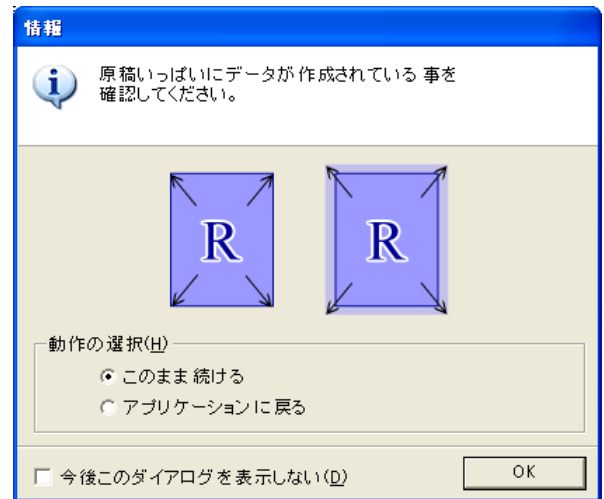 情報
原稿いっぱいにデータが作成されている 事を
確認してください。
R R
動作の選択(H)
このまま 続ける
アプリケーションに 戻る
今後このダイアログを表示しない(D)
OK